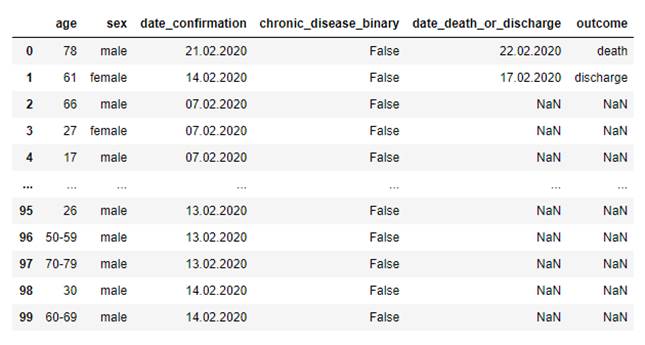 age sex date_confirmation chronic_disease_binary date_death_or_discharge outcome
0 78 male 21.02.2020 False 22.02.2020 death
1 61 female 14.02.2020 False 17.02.2020 discharge
2 66 male 07.02.2020 False NaN NaN
3 27 female 07.02.2020 False NaN NaN
4 17 male 07.02.2020 False NaN NaN
... ... ... ... ... ... ...
95 26 male 13.02.2020 False NaN NaN
96 50-59 male 13.02.2020 False NaN NaN
97 70-79 male 13.02.2020 False NaN NaN
98 30 male 14.02.2020 False NaN NaN
99 60-69 male 14.02.2020 False NaN NaN